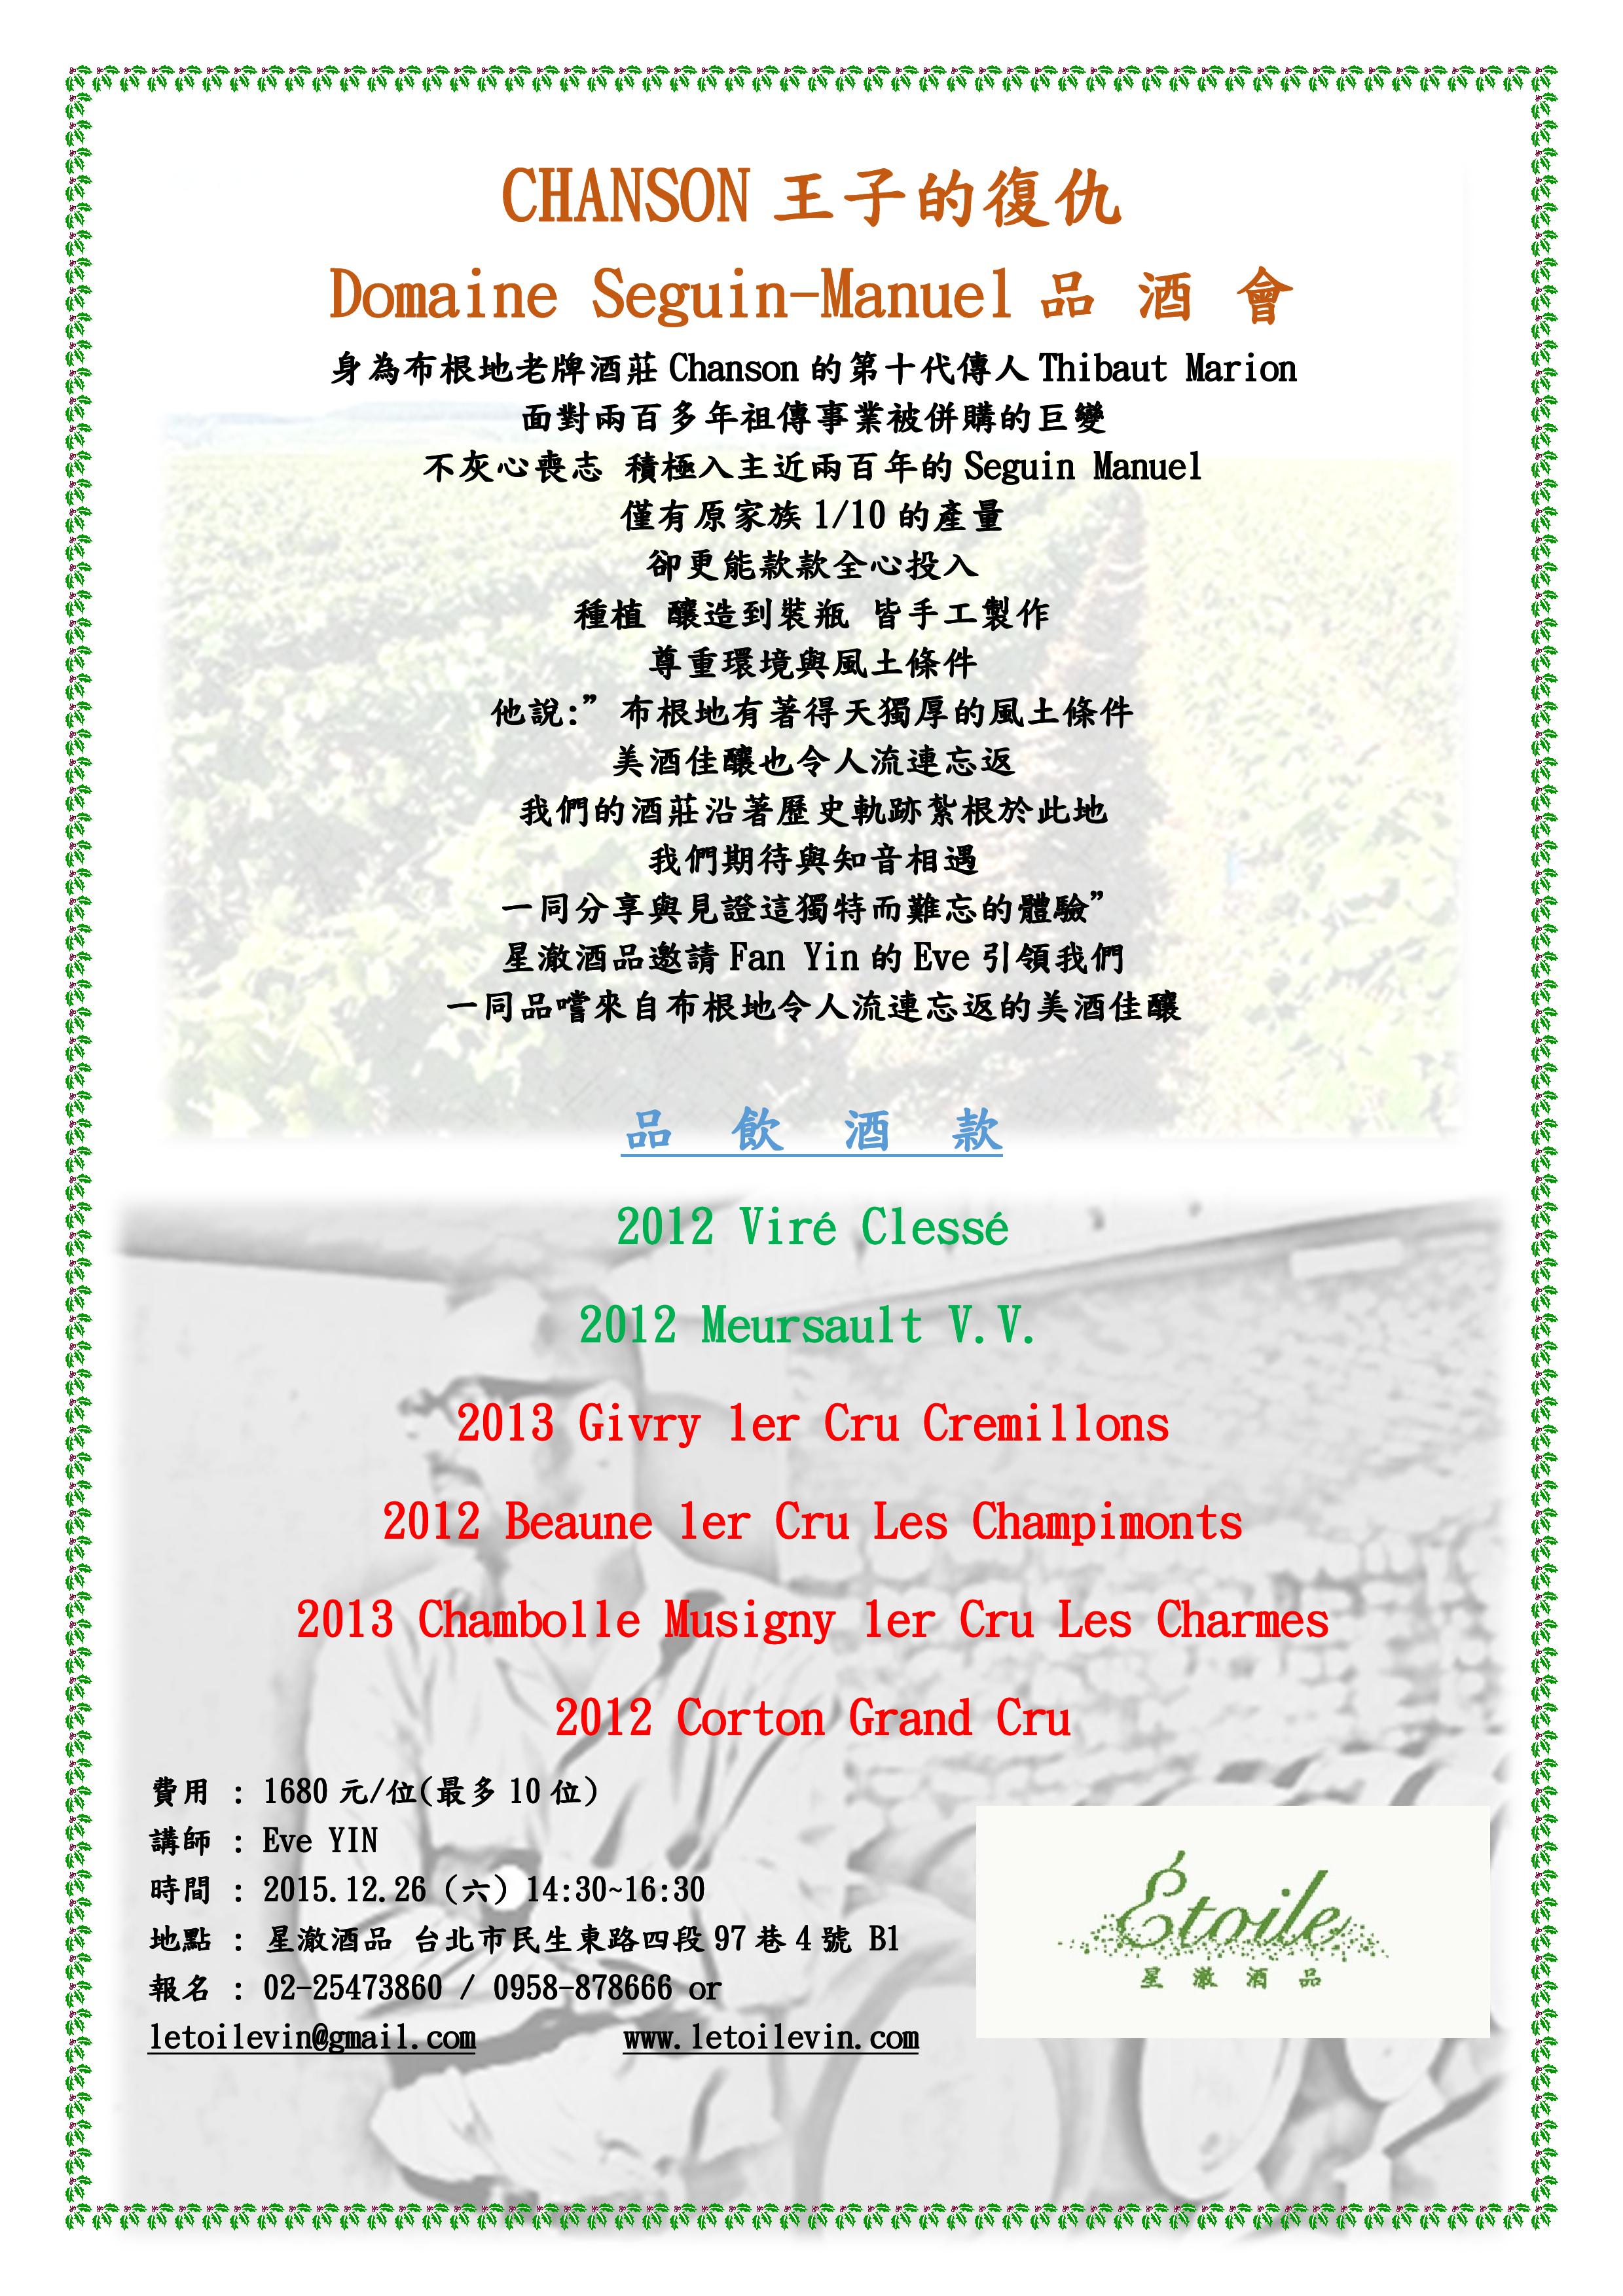 CHANSON 王子的復仇
Domaine Seguin-Manuel 品 酒 會
身為布根地老牌酒莊 Chanson 的第十代傳人 Thibaut Marion
面對兩百多年祖傳事業被併購的巨變
不灰心喪志 積極入主近兩百年的 Seguin Manuel
僅有原家族 1/10 的產量
卻更能款款全心投入
種植 釀造到裝瓶 皆手工製作
尊重環境與風土條件
他說:”布根地有著得天獨厚的風土條件
美酒佳釀也令人流連忘返
我們的酒莊沿著歷史軌跡紮根於此地
我們期待與知音相遇
一同分享與見證這獨特而難忘的體驗”
星澈酒品邀請 Fan Yin 的 Eve 引領我們
一同品嚐來自布根地令人流連忘返的美酒佳釀
品 飲 酒 款
2012 Viré Clessé
2012 Meursault V.V.
2013 Givry 1er Cru Cremillons
2012 Beaune 1er Cru Les Champimonts
2013 Chambolle Musigny 1er Cru Les Charmes
2012 Corton Grand Cru
費用 : 1680 元/位(最多 10 位)
講師 : Eve YIN
時間 : 2015.12.26 (六) 14:30~16:30
地點 : 星澈酒品 台北市民生東路四段 97 巷 4 號 B1
報名 : 02-25473860 / 0958-878666 or
letoilevin@gmail.com www.letoilevin.com
Étoile
星 澈 酒 品